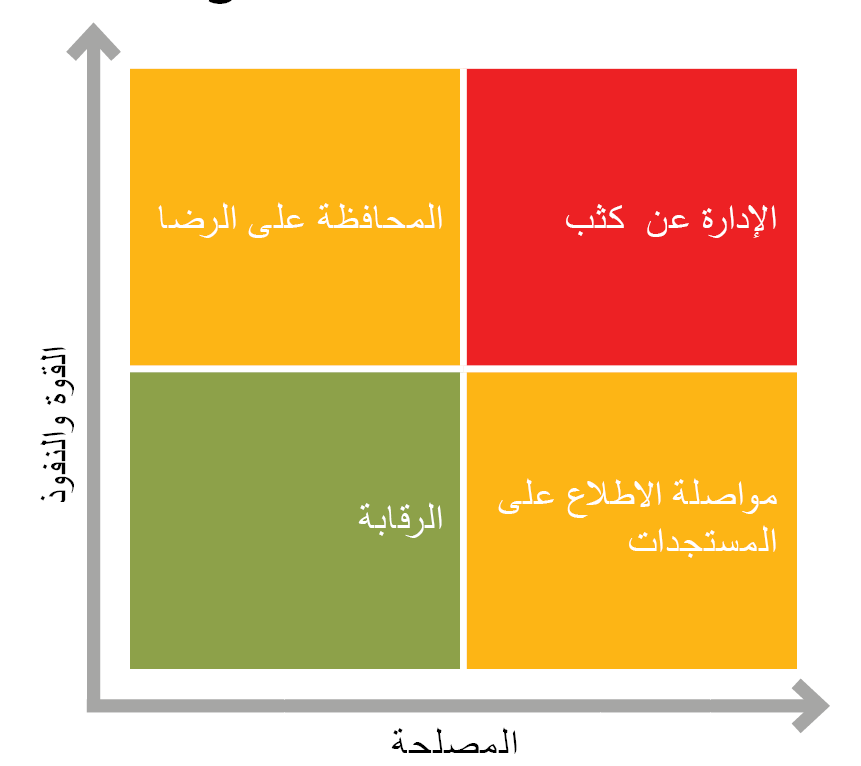 الإدارة عن كثب
المحافظة على الرضا
مواصلة الاطلاع على
المستجدات
الرقابة
القوة والنفوذ
المصلحة